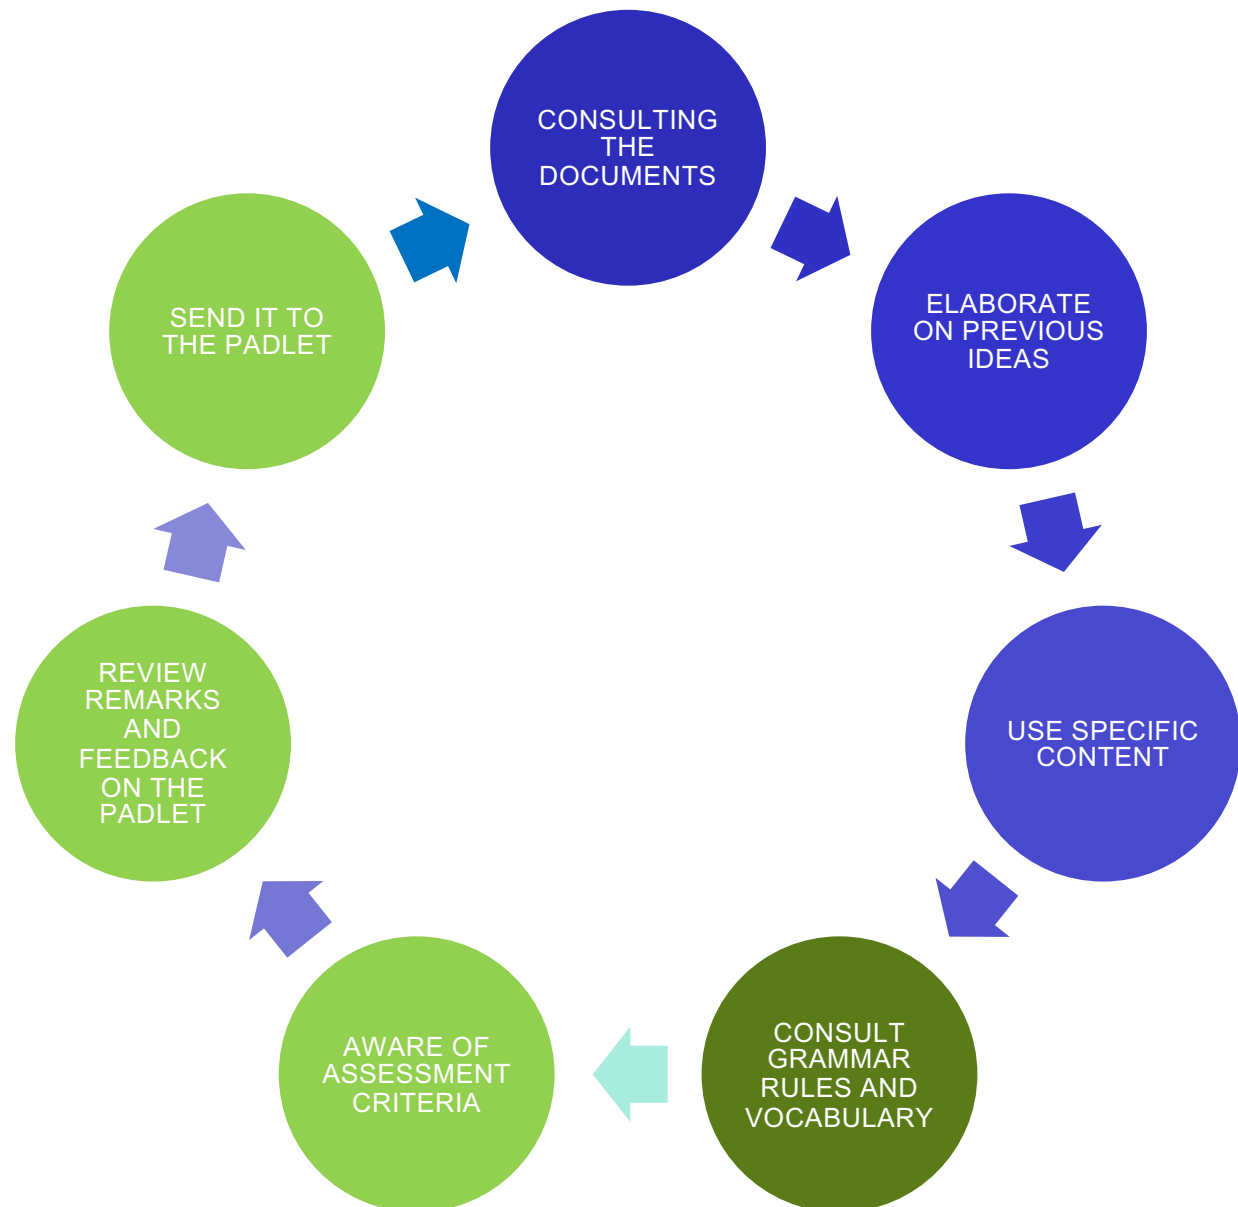 CONSULTING
THE
DOCUMENTS
ELABORATE
ON PREVIOUS
IDEAS
USE SPECIFIC
CONTENT
CONSULT
GRAMMAR
RULES AND
VOCABULARY
AWARE OF
ASSESSMENT
CRITERIA
REVIEW
REMARKS
AND
FEEDBACK
ON THE
PADLET
SEND IT TO
THE PADLET